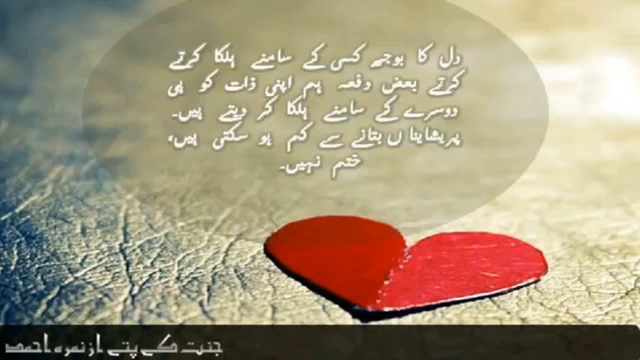 دل کا بوجھ کسی کے سامنے ہلکا کرتے
کرتے بعض دفعہ ہم اپنی ذات کو ہی
دوسرے کے سامنے ہلکا کر دیتے ہیں۔
پریشاینا ں بتانے سے کم ہو سکتی ہیں،
ختم نہیں۔
جنت کے پتے از نمرہ احمد